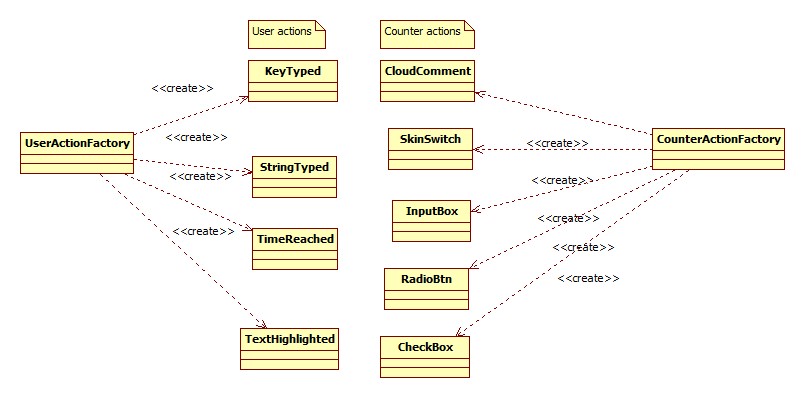 User actions
Counter actions
KeyTyped
CloudComment
<<create>>
<<create>>
UserActionFactory
SkinSwitch
<<create>>
CounterActionFactory
StringTyped
<<create>>
<<create>>
InputBox
<<create>>
<<create>>
TimeReached
<<create>>
RadioBtn
<<create>>
TextHighlighted
CheckBox